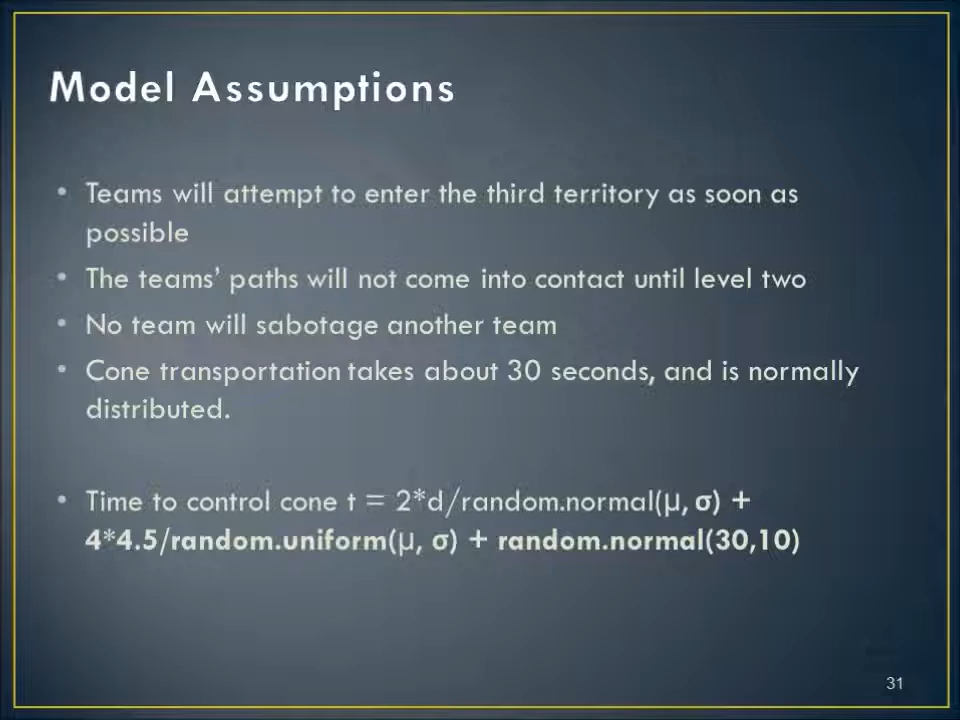 Model Assumptions
• Teams will attempt to enter the third territory as soon as
possible
• The teams’ paths will not come into contact until level two
• No team will sabotage another team
• Cone transportation takes about 30 seconds, and is normally
distributed.
• Time to control cone t = 2*d/random.normal(μ, σ) +
4*4.5/random.uniform(μ, σ) + random.normal(30,10)
31